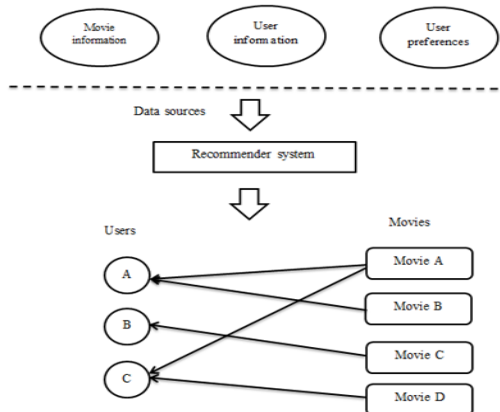 Movie
information
User
information
User
preferences
Data sources
Recommender system
Users
Movies
A
Movie A
Movie B
B
Movie C
C
Movie D